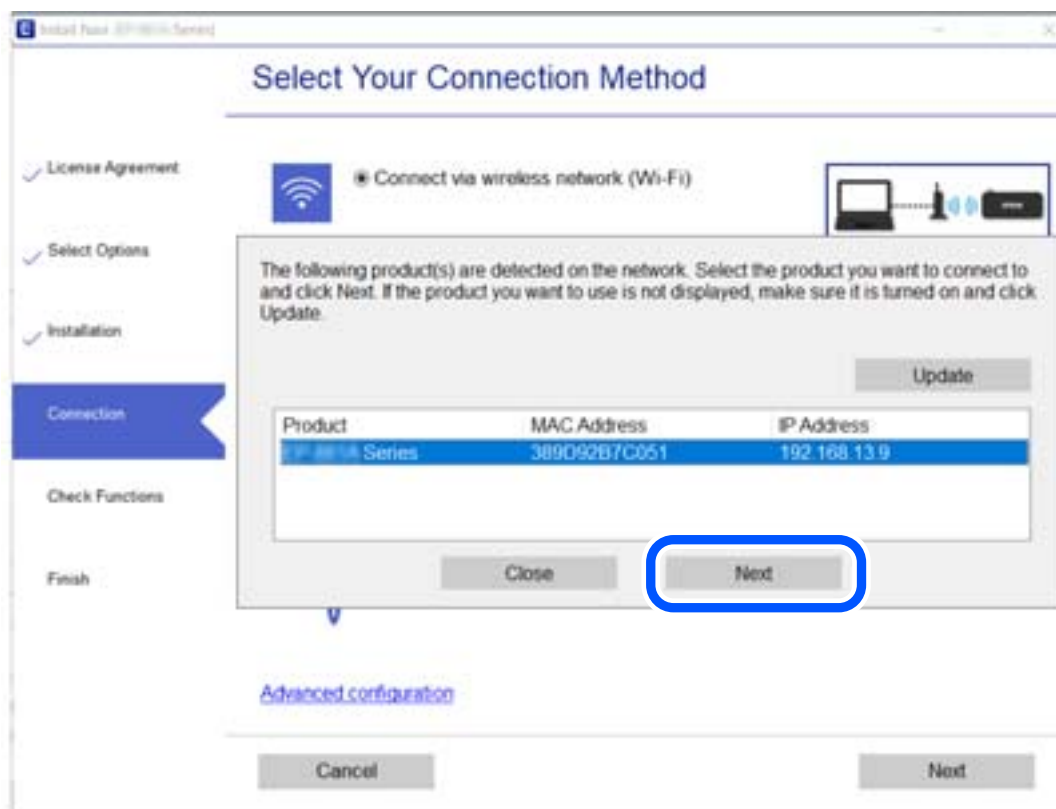 Install Your Series
Select Your Connection Method
License Agreement
Connect via wireless network (Wi-Fi)
Select Options
The following product(s) are detected on the network. Select the product you want to connect to
and click Next. If the product you want to use is not displayed, make sure it is turned on and click
Update.
Installation
Update
Connection
Product MAC Address IP Address
Series 389D92B7C051 192.168.13.9
Check Functions
Close Next
Finish
Advanced configuration
Cancel Next